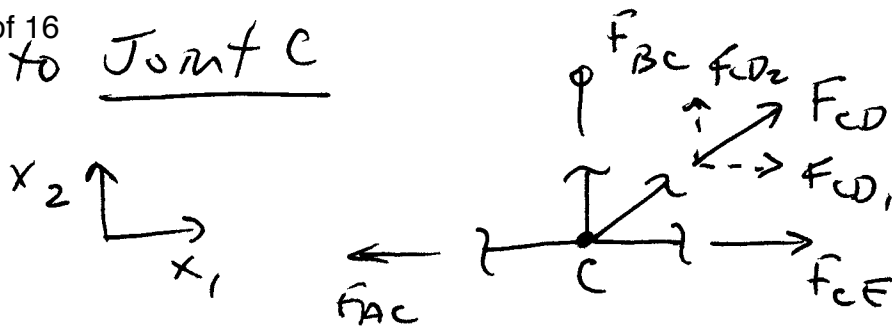 of 16
to Joint C
F_BC
F_CD2
F_CD
F_CD1
x2
x1
C
F_AC
F_CE